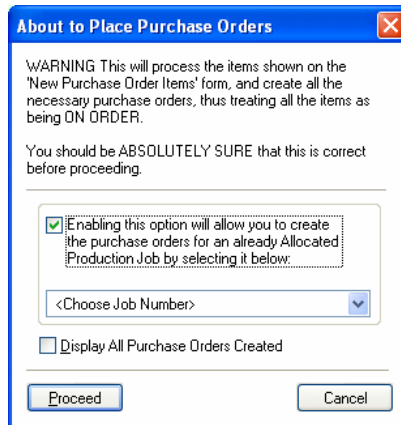 About to Place Purchase Orders
WARNING This will process the items shown on the
'New Purchase Order Items' form, and create all the
necessary purchase orders, thus treating all the items as
being ON ORDER.
You should be ABSOLUTELY SURE that this is correct
before proceeding.
Enabling this option will allow you to create
the purchase orders for an already Allocated
Production Job by selecting it below:
<Choose Job Number>
Display All Purchase Orders Created
Proceed
Cancel